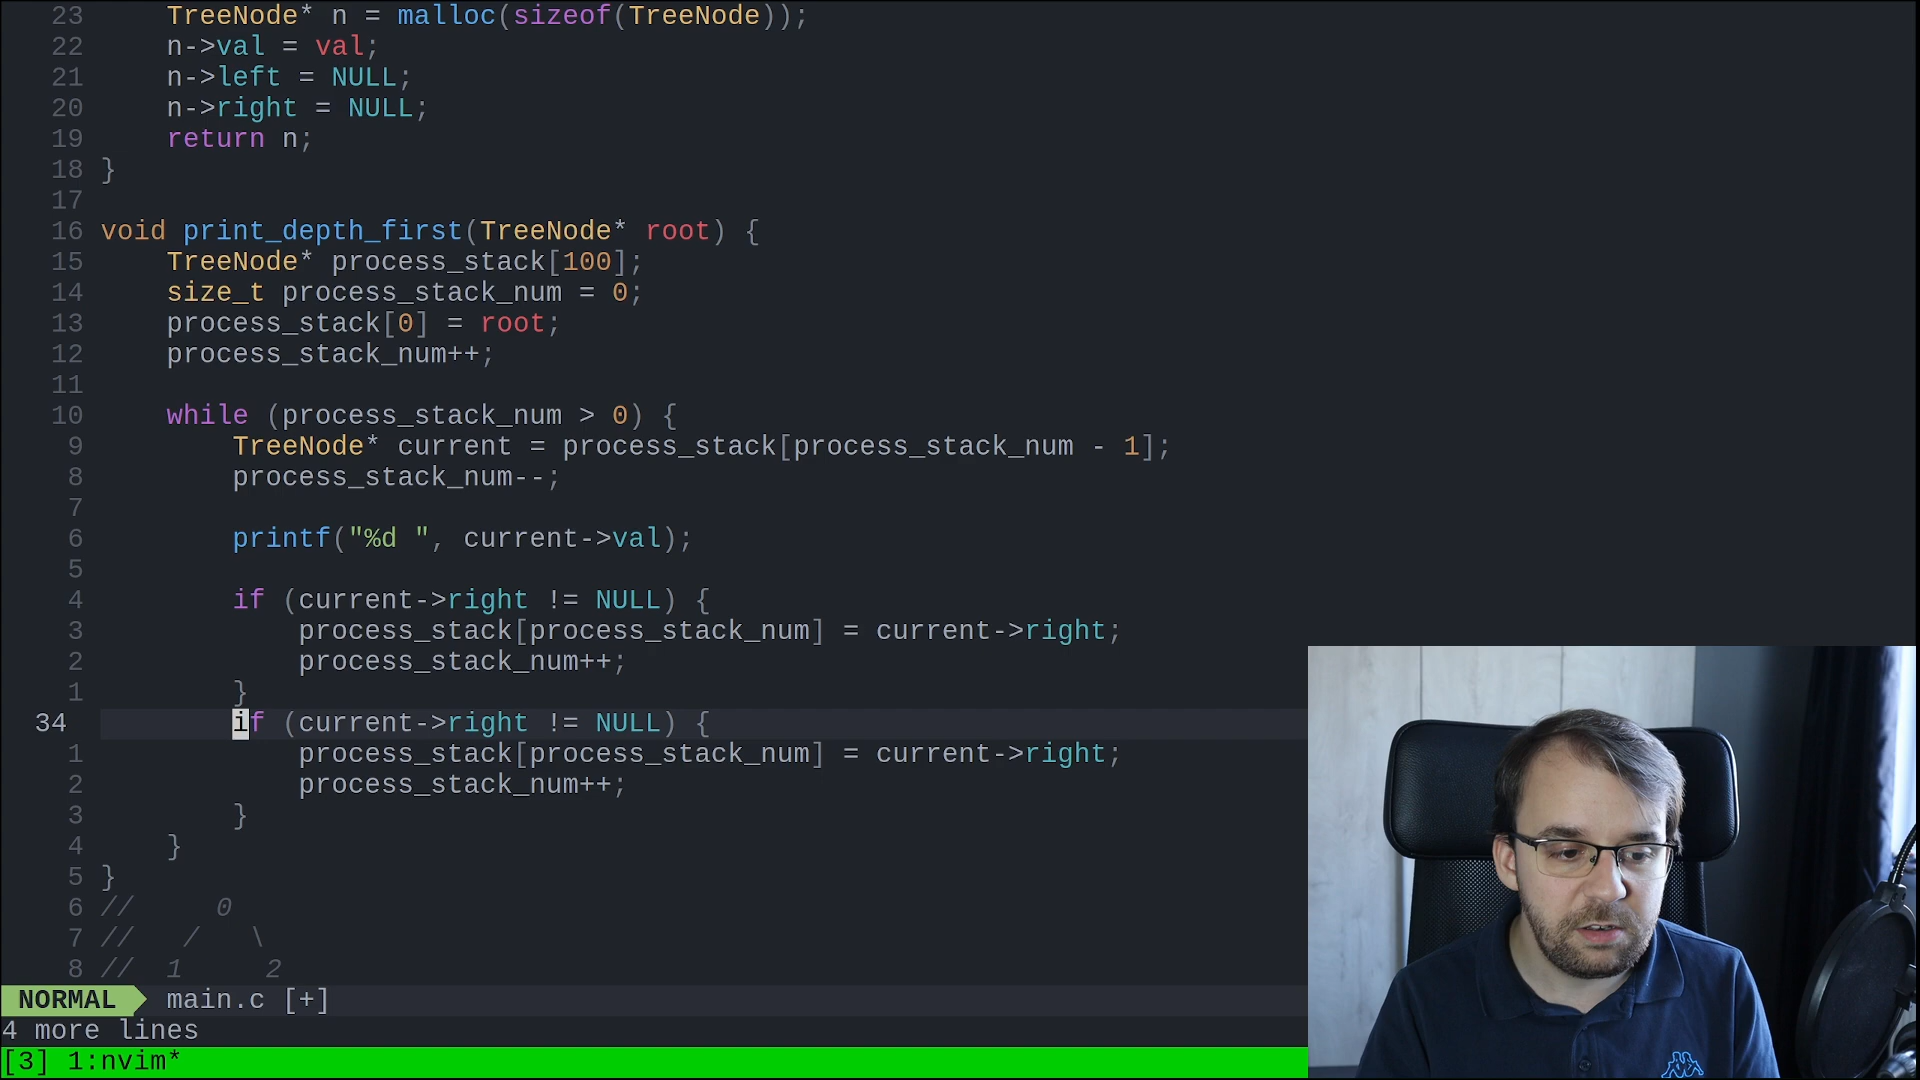 23 TreeNode* n = malloc(sizeof(TreeNode));
22 n->val = val;
21 n->left = NULL;
20 n->right = NULL;
19 return n;
18 }
17
16 void print_depth_first(TreeNode* root) {
15 TreeNode* process_stack[100];
14 size_t process_stack_num = 0;
13 process_stack[0] = root;
12 process_stack_num++;
11
10 while (process_stack_num > 0) {
9 TreeNode* current = process_stack[process_stack_num - 1];
8 process_stack_num--;
7
6 printf("%d ", current->val);
5
4 if (current->right != NULL) {
3 process_stack[process_stack_num] = current->right;
2 process_stack_num++;
1 }
34 if (current->right != NULL) {
1 process_stack[process_stack_num] = current->right;
2 process_stack_num++;
3 }
4 }
5 }
6 // 0
7 // / \
8 // 1 2
NORMAL main.c [+]
4 more lines
[3] 1:nvim*